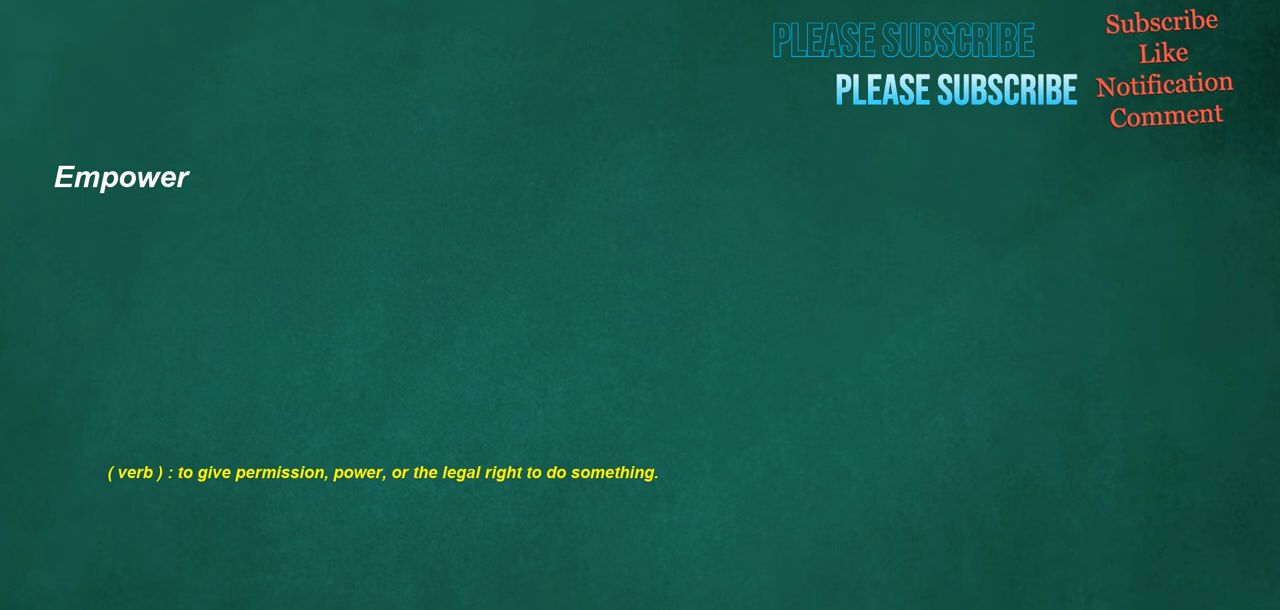 PLEASE SUBSCRIBE
PLEASE SUBSCRIBE
Subscribe
Like
Notification
Comment
Empower
( verb ) : to give permission, power, or the legal right to do something.